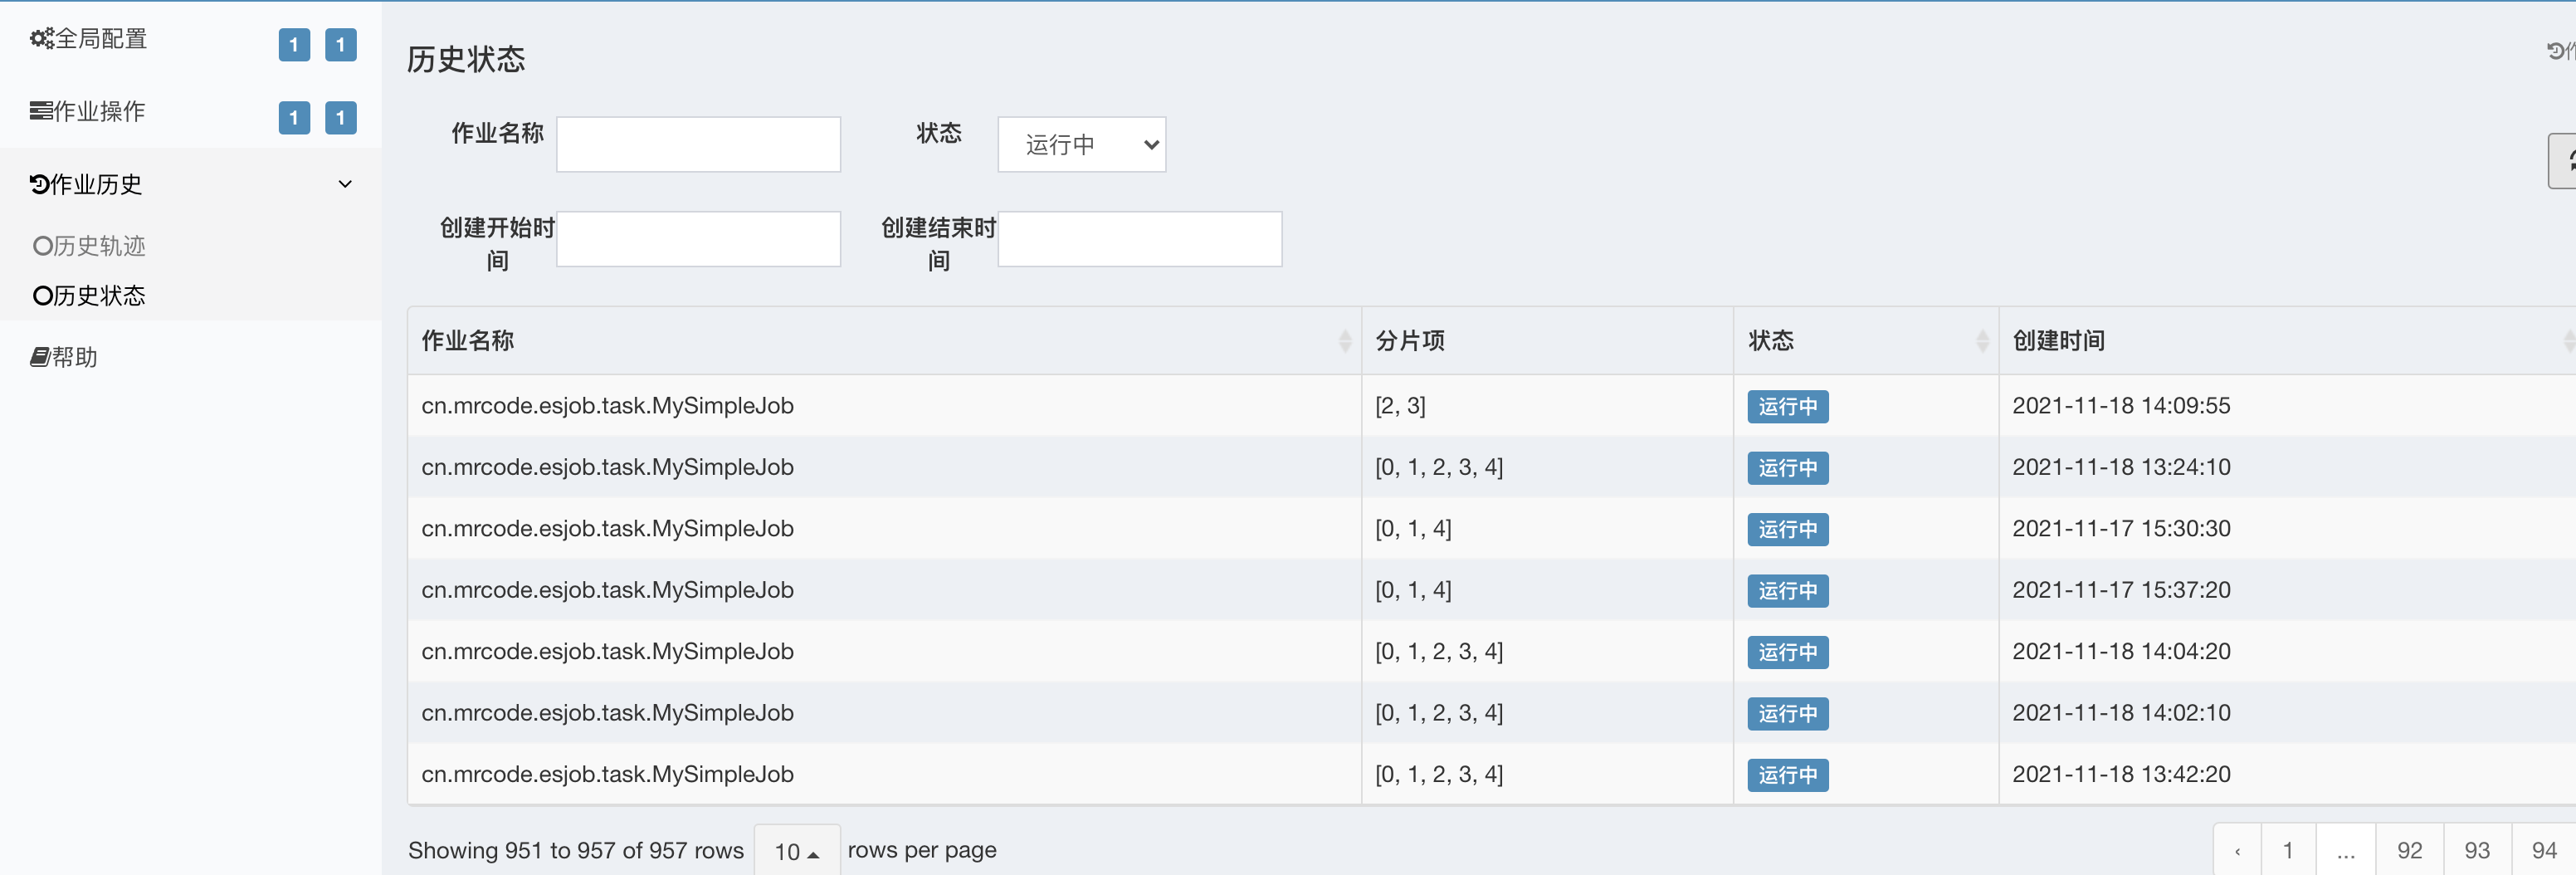 全局配置 1 1
作业操作 1 1
作业历史
历史轨迹
历史状态
帮助
历史状态
作业名称 状态 运行中
创建开始时间 创建结束时间
作业名称 分片项 状态 创建时间
cn.mrcode.esjob.task.MySimpleJob [2, 3] 运行中 2021-11-18 14:09:55
cn.mrcode.esjob.task.MySimpleJob [0, 1, 2, 3, 4] 运行中 2021-11-18 13:24:10
cn.mrcode.esjob.task.MySimpleJob [0, 1, 4] 运行中 2021-11-17 15:30:30
cn.mrcode.esjob.task.MySimpleJob [0, 1, 4] 运行中 2021-11-17 15:37:20
cn.mrcode.esjob.task.MySimpleJob [0, 1, 2, 3, 4] 运行中 2021-11-18 14:04:20
cn.mrcode.esjob.task.MySimpleJob [0, 1, 2, 3, 4] 运行中 2021-11-18 14:02:10
cn.mrcode.esjob.task.MySimpleJob [0, 1, 2, 3, 4] 运行中 2021-11-18 13:42:20
Showing 951 to 957 of 957 rows 10 rows per page ‹ 1 ... 92 93 94